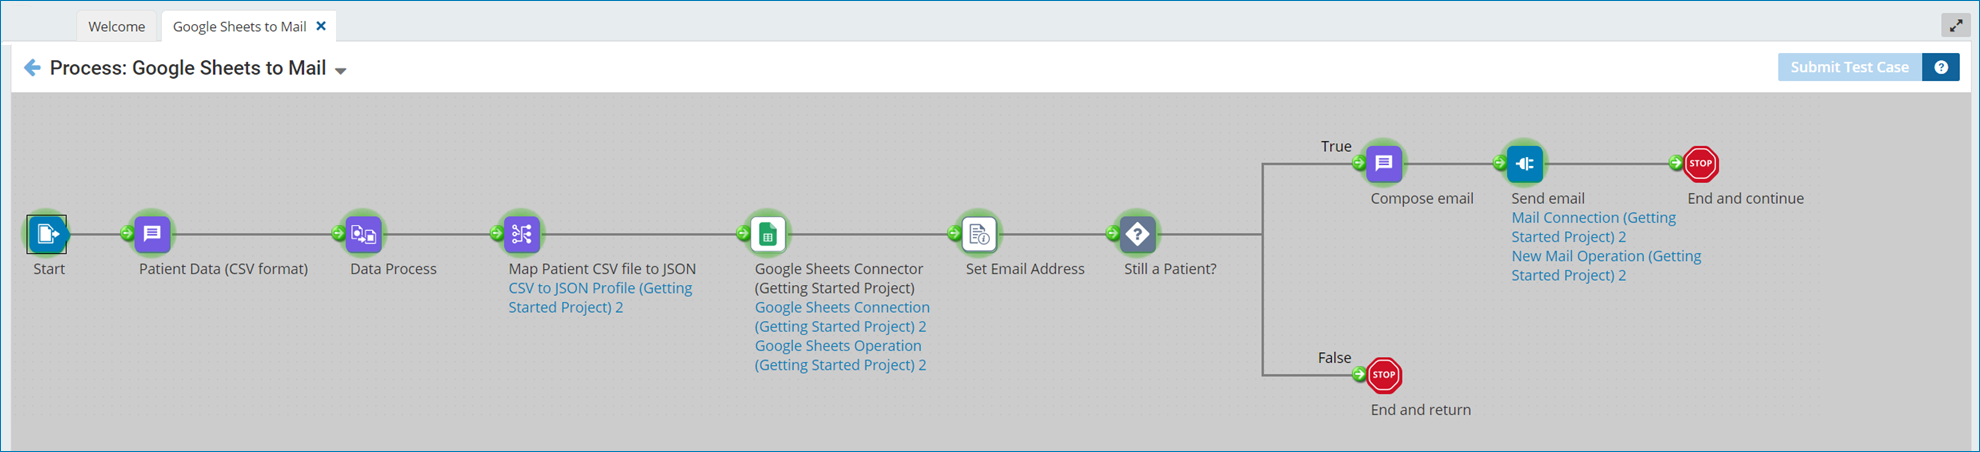 Welcome
Google Sheets to Mail
Process: Google Sheets to Mail
Submit Test Case
?
Start
Patient Data (CSV format)
Data Process
Map Patient CSV file to JSON
CSV to JSON Profile (Getting
Started Project) 2
Google Sheets Connector
(Getting Started Project)
Google Sheets Connection
(Getting Started Project) 2
Google Sheets Operation
(Getting Started Project) 2
Set Email Address
?
Still a Patient?
True
Compose email
Send email
Mail Connection (Getting
Started Project) 2
New Mail Operation (Getting
Started Project) 2
STOP
End and continue
False
STOP
End and return